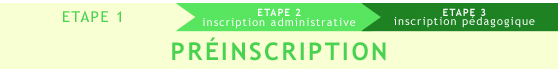 ETAPE 1
ETAPE 2
inscription administrative
ETAPE 3
inscription pédagogique
PRÉINSCRIPTION